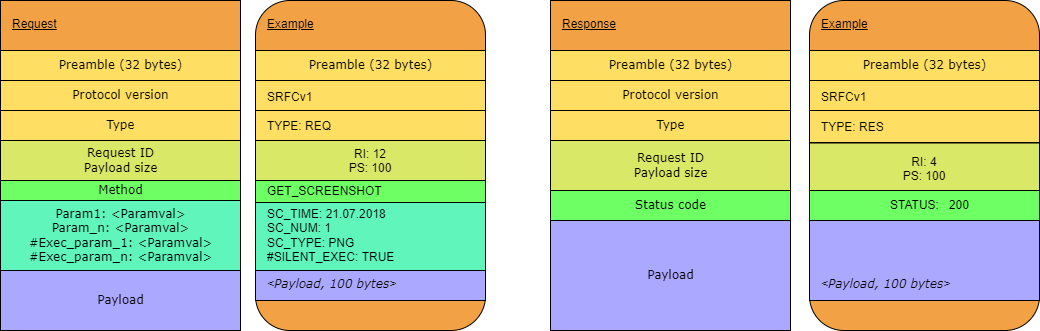 Request
Preamble (32 bytes)
Protocol version
Type
Request ID
Payload size
Method
Param1: <Paramval>
Param_n: <Paramval>
#Exec_param_1: <Paramval>
#Exec_param_n: <Paramval>
Payload
Example
Preamble (32 bytes)
SRFCv1
TYPE: REQ
RI: 12
PS: 100
GET_SCREENSHOT
SC_TIME: 21.07.2018
SC_NUM: 1
SC_TYPE: PNG
#SILENT_EXEC: TRUE
<Payload, 100 bytes>
Response
Preamble (32 bytes)
Protocol version
Type
Request ID
Payload size
Status code
Payload
Example
Preamble (32 bytes)
SRFCv1
TYPE: RES
RI: 4
PS: 100
STATUS: 200
<Payload, 100 bytes>